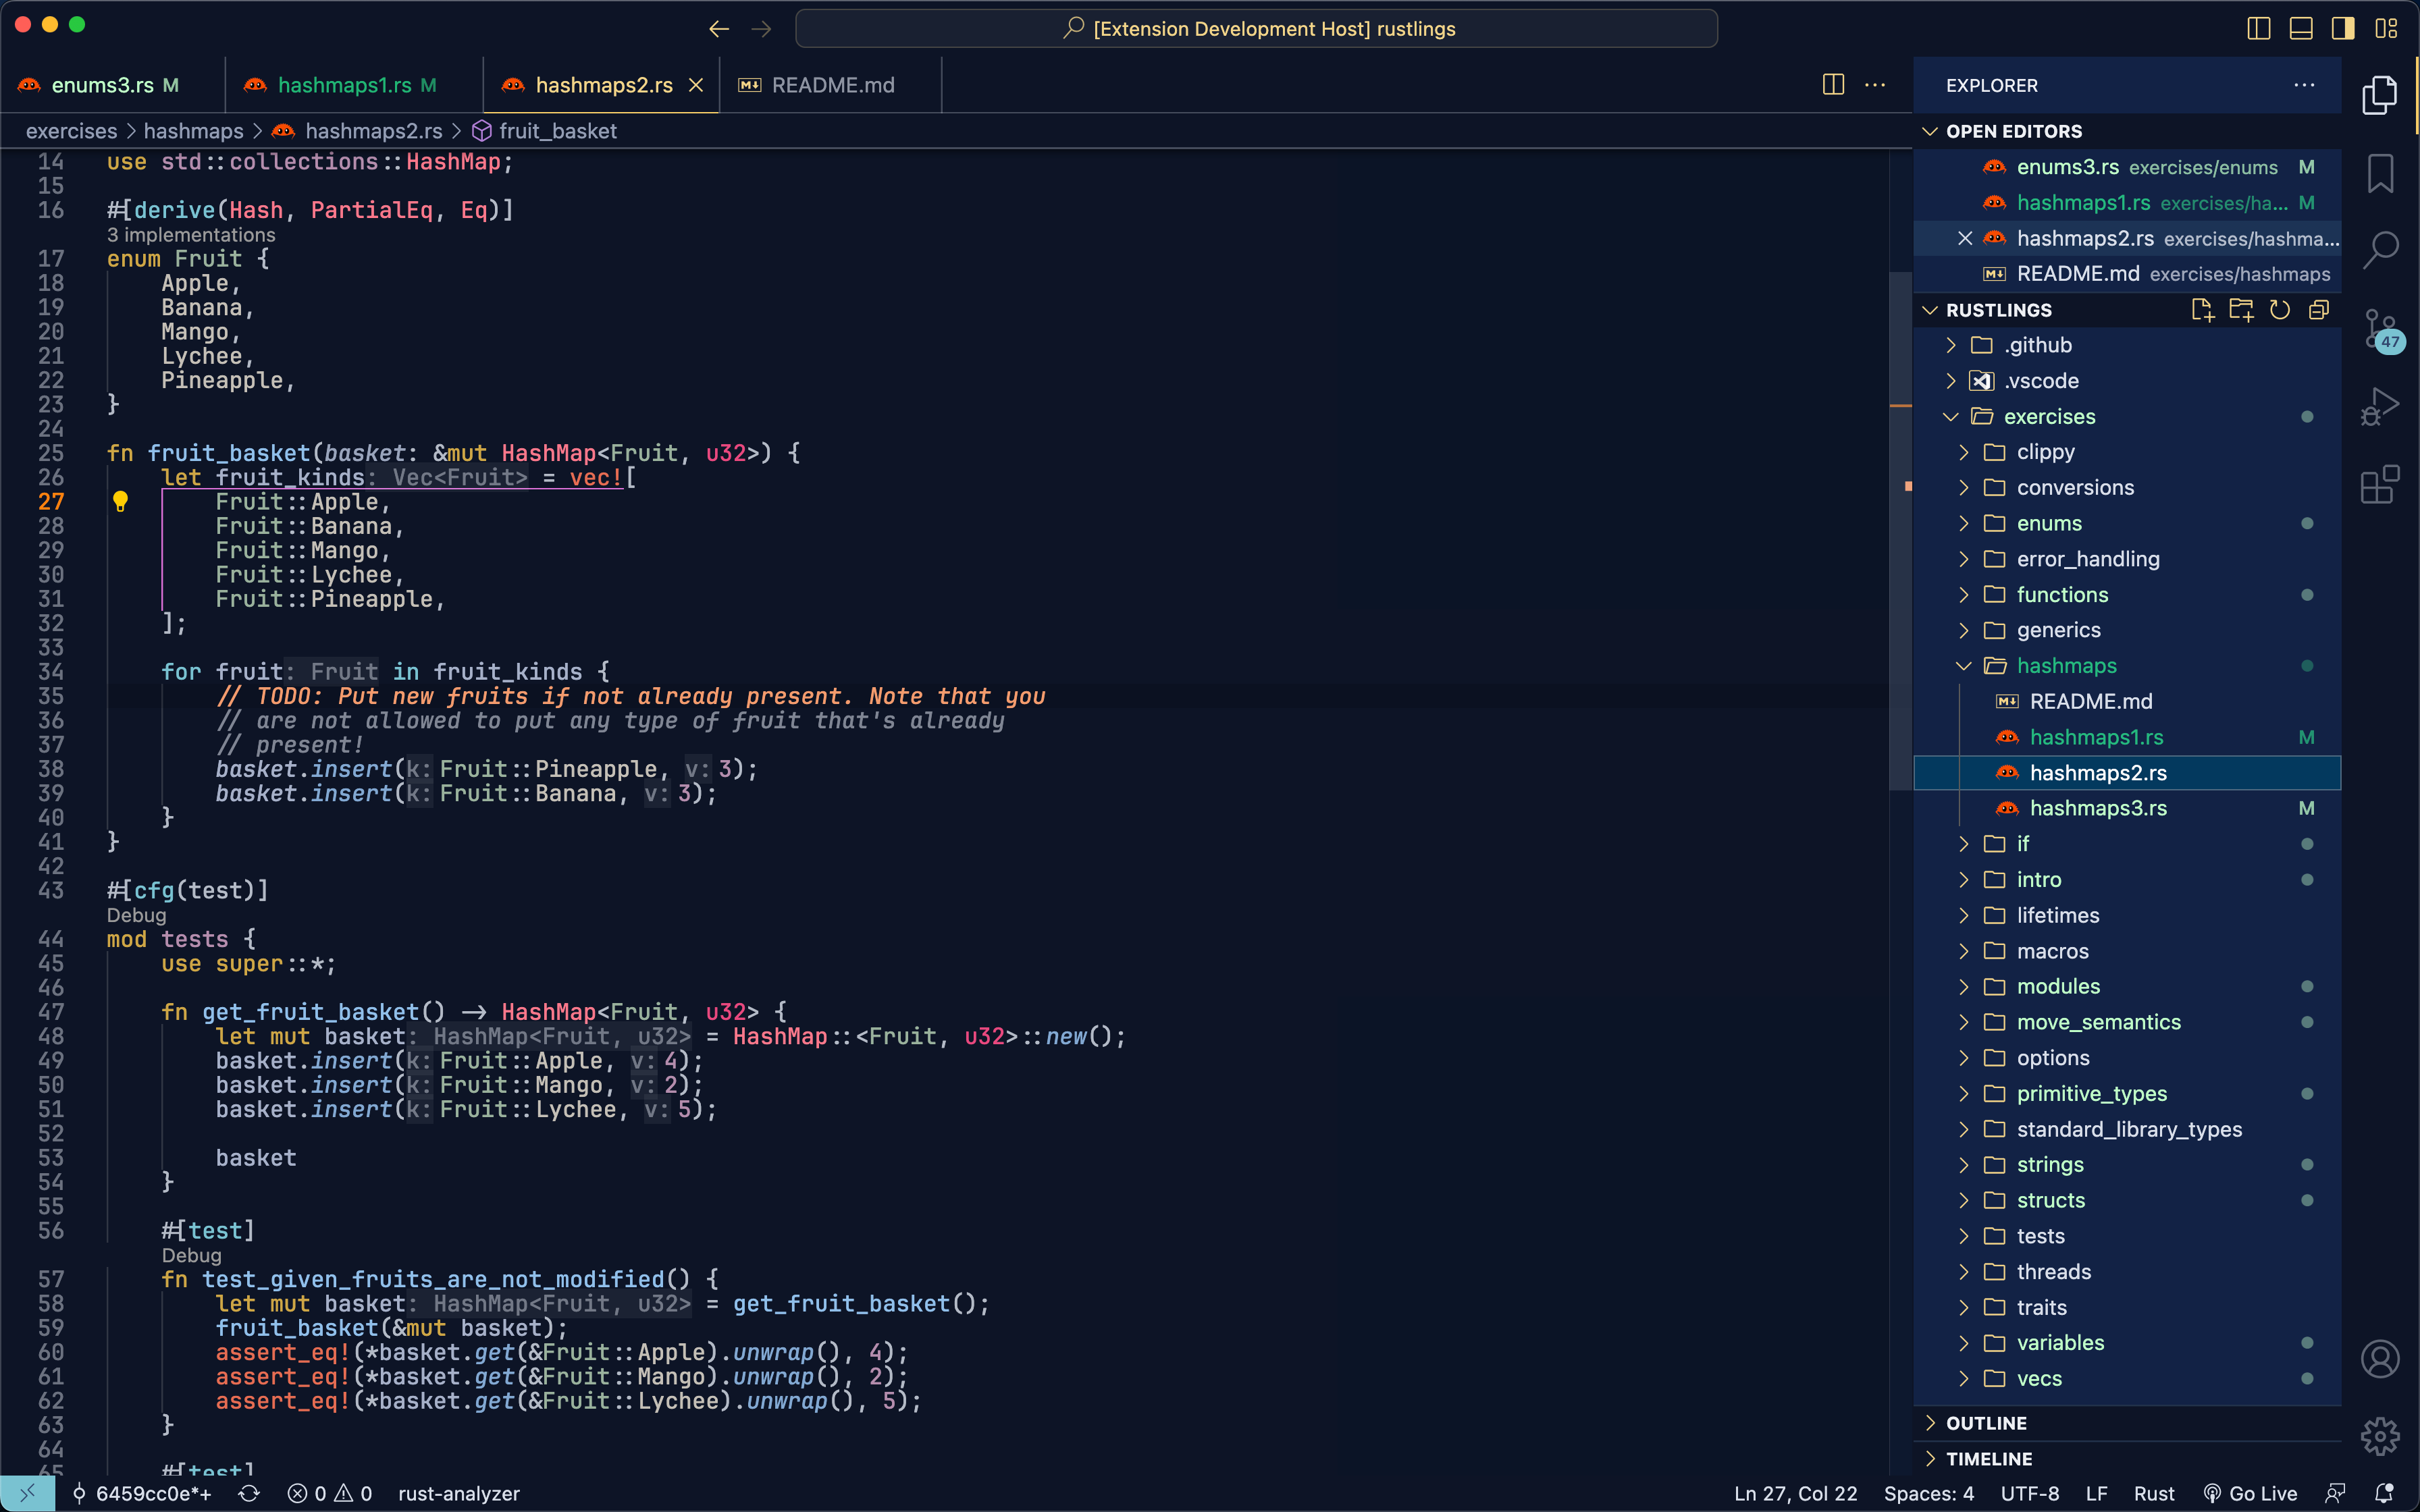 [Extension Development Host] rustlings
enums3.rs M
hashmaps1.rs M
hashmaps2.rs
README.md
exercises > hashmaps > hashmaps2.rs > fruit_basket
14 use std::collections::HashMap;
15
16 #[derive(Hash, PartialEq, Eq)]
3 implementations
17 enum Fruit {
18 Apple,
19 Banana,
20 Mango,
21 Lychee,
22 Pineapple,
23 }
24
25 fn fruit_basket(basket: &mut HashMap<Fruit, u32>) {
26 let fruit_kinds: Vec<Fruit> = vec![
27 Fruit::Apple,
28 Fruit::Banana,
29 Fruit::Mango,
30 Fruit::Lychee,
31 Fruit::Pineapple,
32 ];
33
34 for fruit: Fruit in fruit_kinds {
35 // TODO: Put new fruits if not already present. Note that you
36 // are not allowed to put any type of fruit that's already
37 // present!
38 basket.insert(k: Fruit::Pineapple, v: 3);
39 basket.insert(k: Fruit::Banana, v: 3);
40 }
41 }
42
43 #[cfg(test)]
Debug
44 mod tests {
45 use super::*;
46
47 fn get_fruit_basket() -> HashMap<Fruit, u32> {
48 let mut basket: HashMap<Fruit, u32> = HashMap::<Fruit, u32>::new();
49 basket.insert(k: Fruit::Apple, v: 4);
50 basket.insert(k: Fruit::Mango, v: 2);
51 basket.insert(k: Fruit::Lychee, v: 5);
52
53 basket
54 }
55
56 #[test]
Debug
57 fn test_given_fruits_are_not_modified() {
58 let mut basket: HashMap<Fruit, u32> = get_fruit_basket();
59 fruit_basket(&mut basket);
60 assert_eq!(*basket.get(&Fruit::Apple).unwrap(), 4);
61 assert_eq!(*basket.get(&Fruit::Mango).unwrap(), 2);
62 assert_eq!(*basket.get(&Fruit::Lychee).unwrap(), 5);
63 }
64
65 #[test]
EXPLORER
OPEN EDITORS
enums3.rs exercises/enums M
hashmaps1.rs exercises/ha... M
hashmaps2.rs exercises/hashma...
README.md exercises/hashmaps
RUSTLINGS
.github
.vscode
exercises
clippy
conversions
enums
error_handling
functions
generics
hashmaps
README.md
hashmaps1.rs M
hashmaps2.rs
hashmaps3.rs M
if
intro
lifetimes
macros
modules
move_semantics
options
primitive_types
standard_library_types
strings
structs
tests
threads
traits
variables
vecs
OUTLINE
TIMELINE
47
6459cc0e*+
0 0
rust-analyzer
Ln 27, Col 22
Spaces: 4
UTF-8
LF
Rust
Go Live